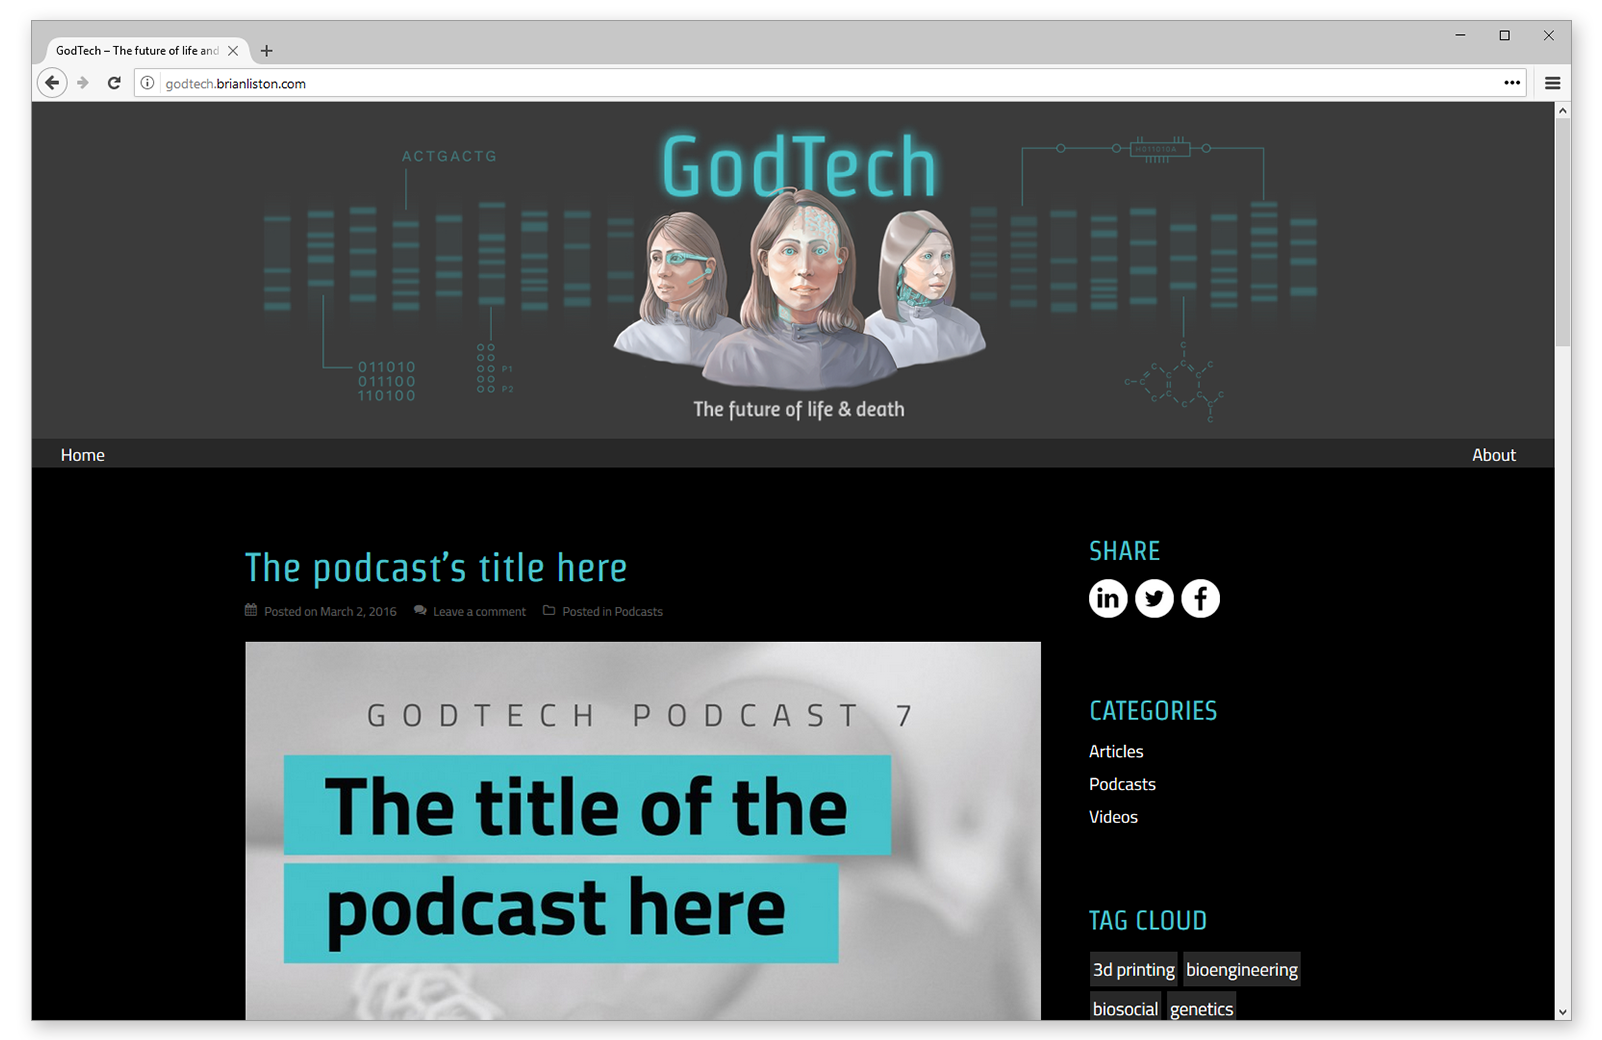 GodTech – The future of life and
godtech.brianliston.com
GodTech
ACTGACTG
H011010A
011010
011100
110100
P1
P2
C
C
C
C
C
C
C
C
C
C
C
The future of life & death
Home
About
The podcast's title here
Posted on March 2, 2016 Leave a comment Posted in Podcasts
GODTECH PODCAST 7
The title of the
podcast here
SHARE
in
f
CATEGORIES
Articles
Podcasts
Videos
TAG CLOUD
3d printing bioengineering
biosocial genetics